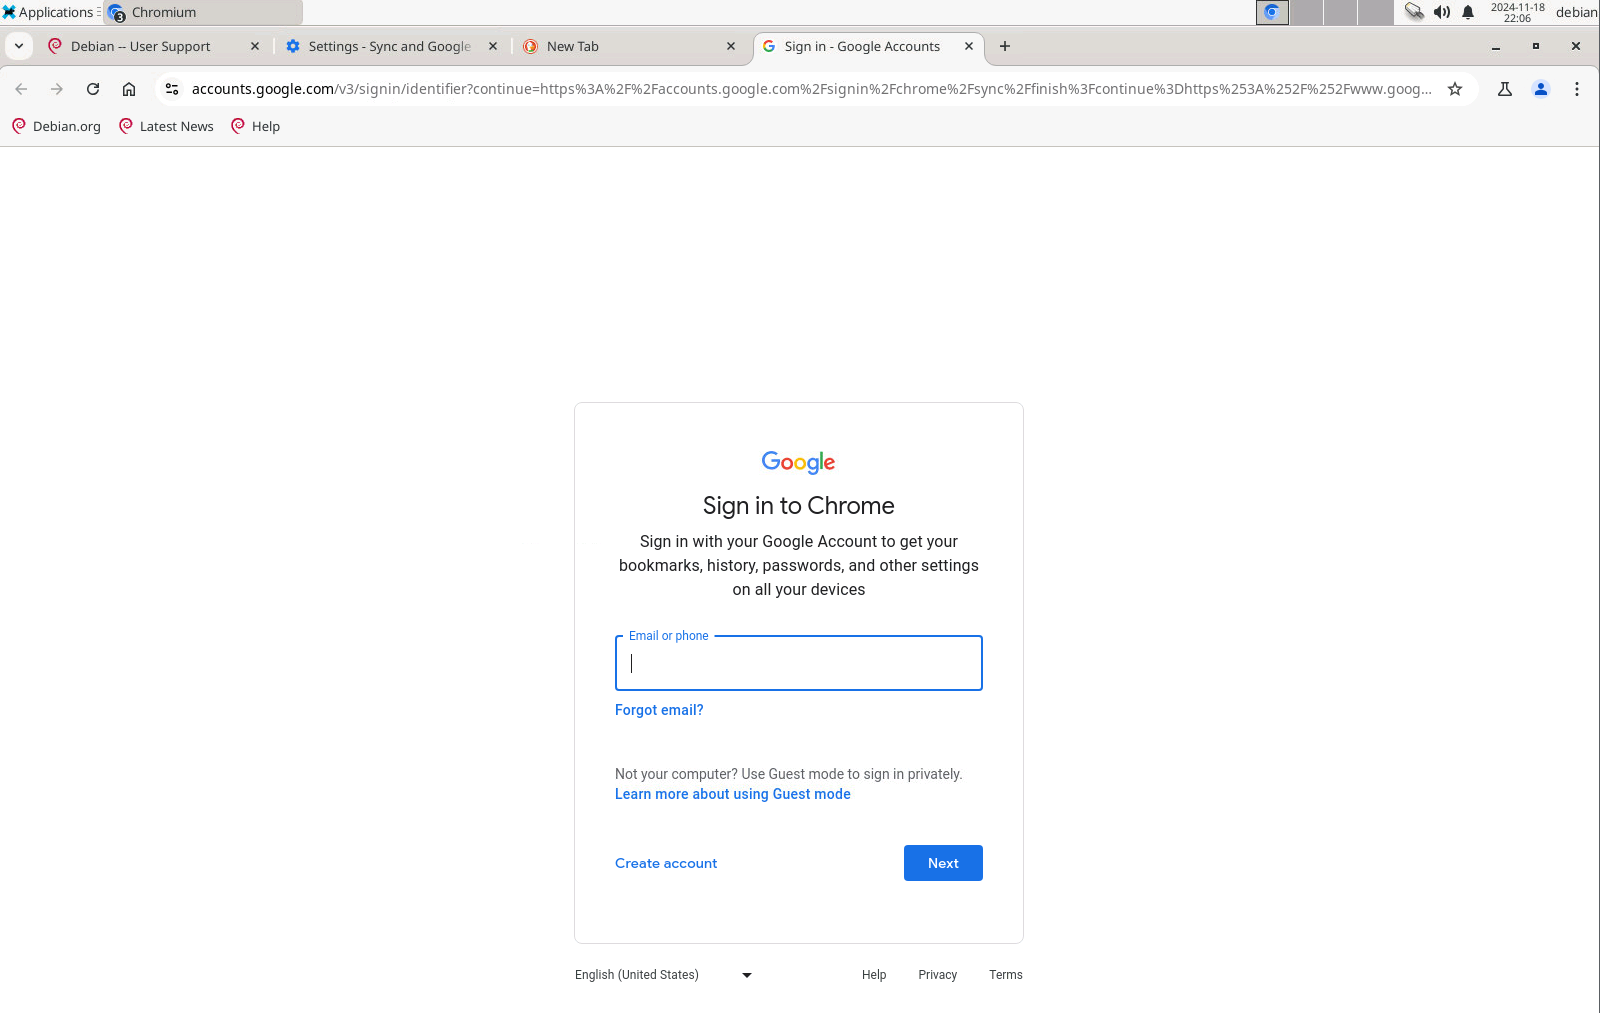 Applications
3
Chromium
2024-11-18
22:06
debian
Debian -- User Support
Settings - Sync and Google
New Tab
Sign in - Google Accounts
accounts.google.com/v3/signin/identifier?continue=https%3A%2F%2Faccounts.google.com%2Fsignin%2Fchrome%2Fsync%2Ffinish%3Fcontinue%3Dhttps%253A%252F%252Fwww.goog...
Debian.org
Latest News
Help
Google
Sign in to Chrome
Sign in with your Google Account to get your
bookmarks, history, passwords, and other settings
on all your devices
Email or phone
Forgot email?
Not your computer? Use Guest mode to sign in privately.
Learn more about using Guest mode
Create account
Next
English (United States)
Help
Privacy
Terms